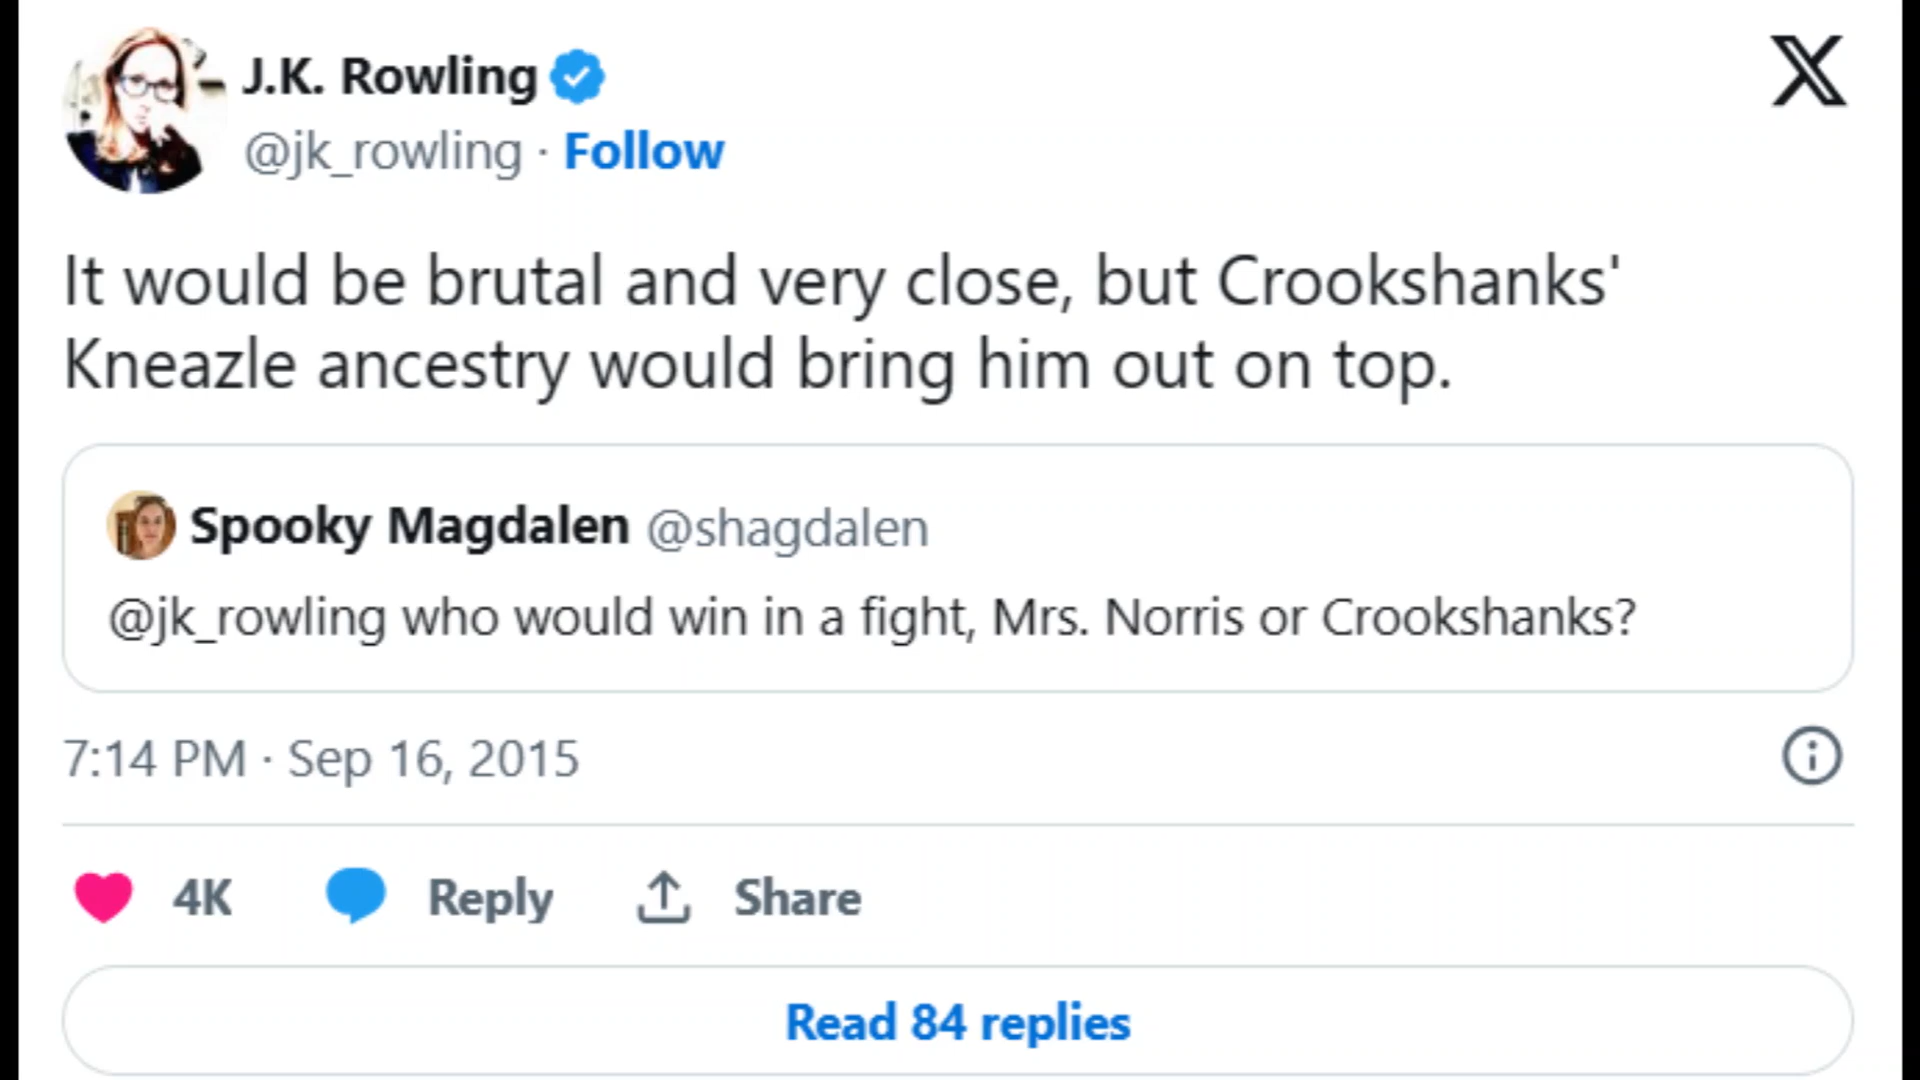 J.K. Rowling
@jk_rowling · Follow
It would be brutal and very close, but Crookshanks'
Kneazle ancestry would bring him out on top.
Spooky Magdalen @shagdalen
@jk_rowling who would win in a fight, Mrs. Norris or Crookshanks?
7:14 PM · Sep 16, 2015
4K Reply Share
Read 84 replies